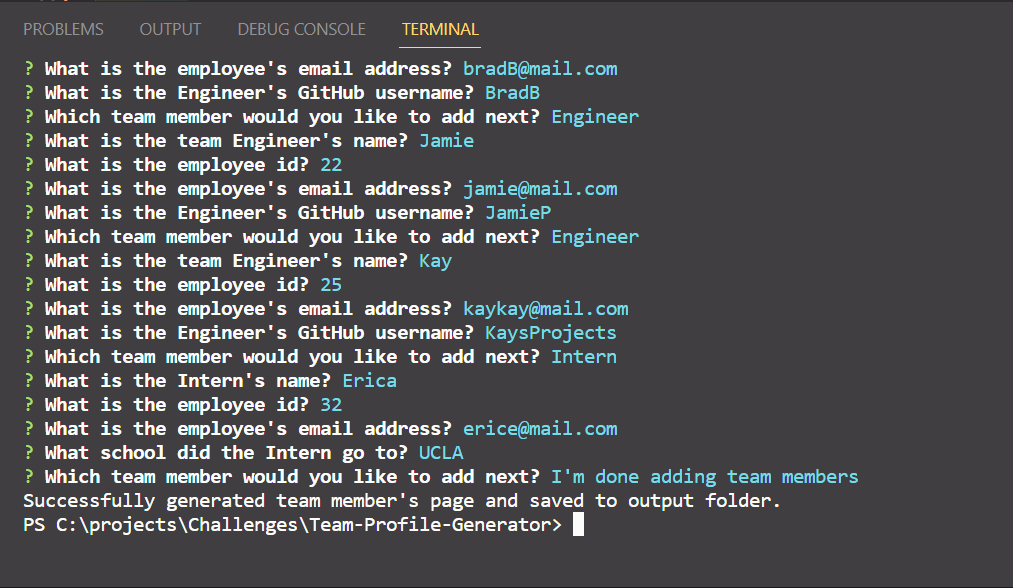 PROBLEMS OUTPUT DEBUG CONSOLE TERMINAL
? What is the employee's email address? bradB@mail.com
? What is the Engineer's GitHub username? BradB
? Which team member would you like to add next? Engineer
? What is the team Engineer's name? Jamie
? What is the employee id? 22
? What is the employee's email address? jamie@mail.com
? What is the Engineer's GitHub username? JamieP
? Which team member would you like to add next? Engineer
? What is the team Engineer's name? Kay
? What is the employee id? 25
? What is the employee's email address? kaykay@mail.com
? What is the Engineer's GitHub username? KaysProjects
? Which team member would you like to add next? Intern
? What is the Intern's name? Erica
? What is the employee id? 32
? What is the employee's email address? erice@mail.com
? What school did the Intern go to? UCLA
? Which team member would you like to add next? I'm done adding team members
Successfully generated team member's page and saved to output folder.
PS C:\projects\Challenges\Team-Profile-Generator>